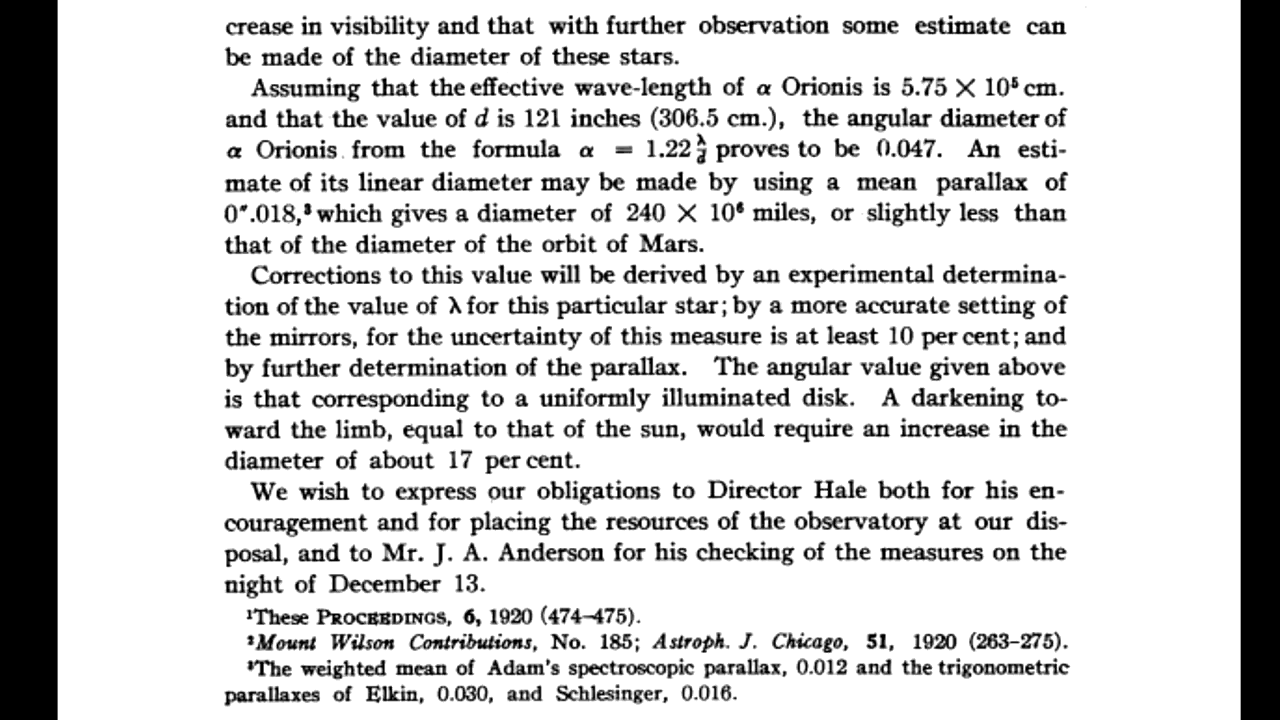 crease in visibility and that with further observation some estimate can
be made of the diameter of these stars.
Assuming that the effective wave-length of α Orionis is 5.75 × 10⁵ cm.
and that the value of d is 121 inches (306.5 cm.), the angular diameter of
α Orionis from the formula α = 1.22 λ/d proves to be 0.047. An esti-
mate of its linear diameter may be made by using a mean parallax of
0″.018,³ which gives a diameter of 240 × 10⁶ miles, or slightly less than
that of the diameter of the orbit of Mars.
Corrections to this value will be derived by an experimental determina-
tion of the value of λ for this particular star; by a more accurate setting of
the mirrors, for the uncertainty of this measure is at least 10 per cent; and
by further determination of the parallax. The angular value given above
is that corresponding to a uniformly illuminated disk. A darkening to-
ward the limb, equal to that of the sun, would require an increase in the
diameter of about 17 per cent.
We wish to express our obligations to Director Hale both for his en-
couragement and for placing the resources of the observatory at our dis-
posal, and to Mr. J. A. Anderson for his checking of the measures on the
night of December 13.
¹These PROCEEDINGS, 6, 1920 (474–475).
²Mount Wilson Contributions, No. 185; Astroph. J. Chicago, 51, 1920 (263–275).
³The weighted mean of Adam's spectroscopic parallax, 0.012 and the trigonometric
parallaxes of Elkin, 0.030, and Schlesinger, 0.016.